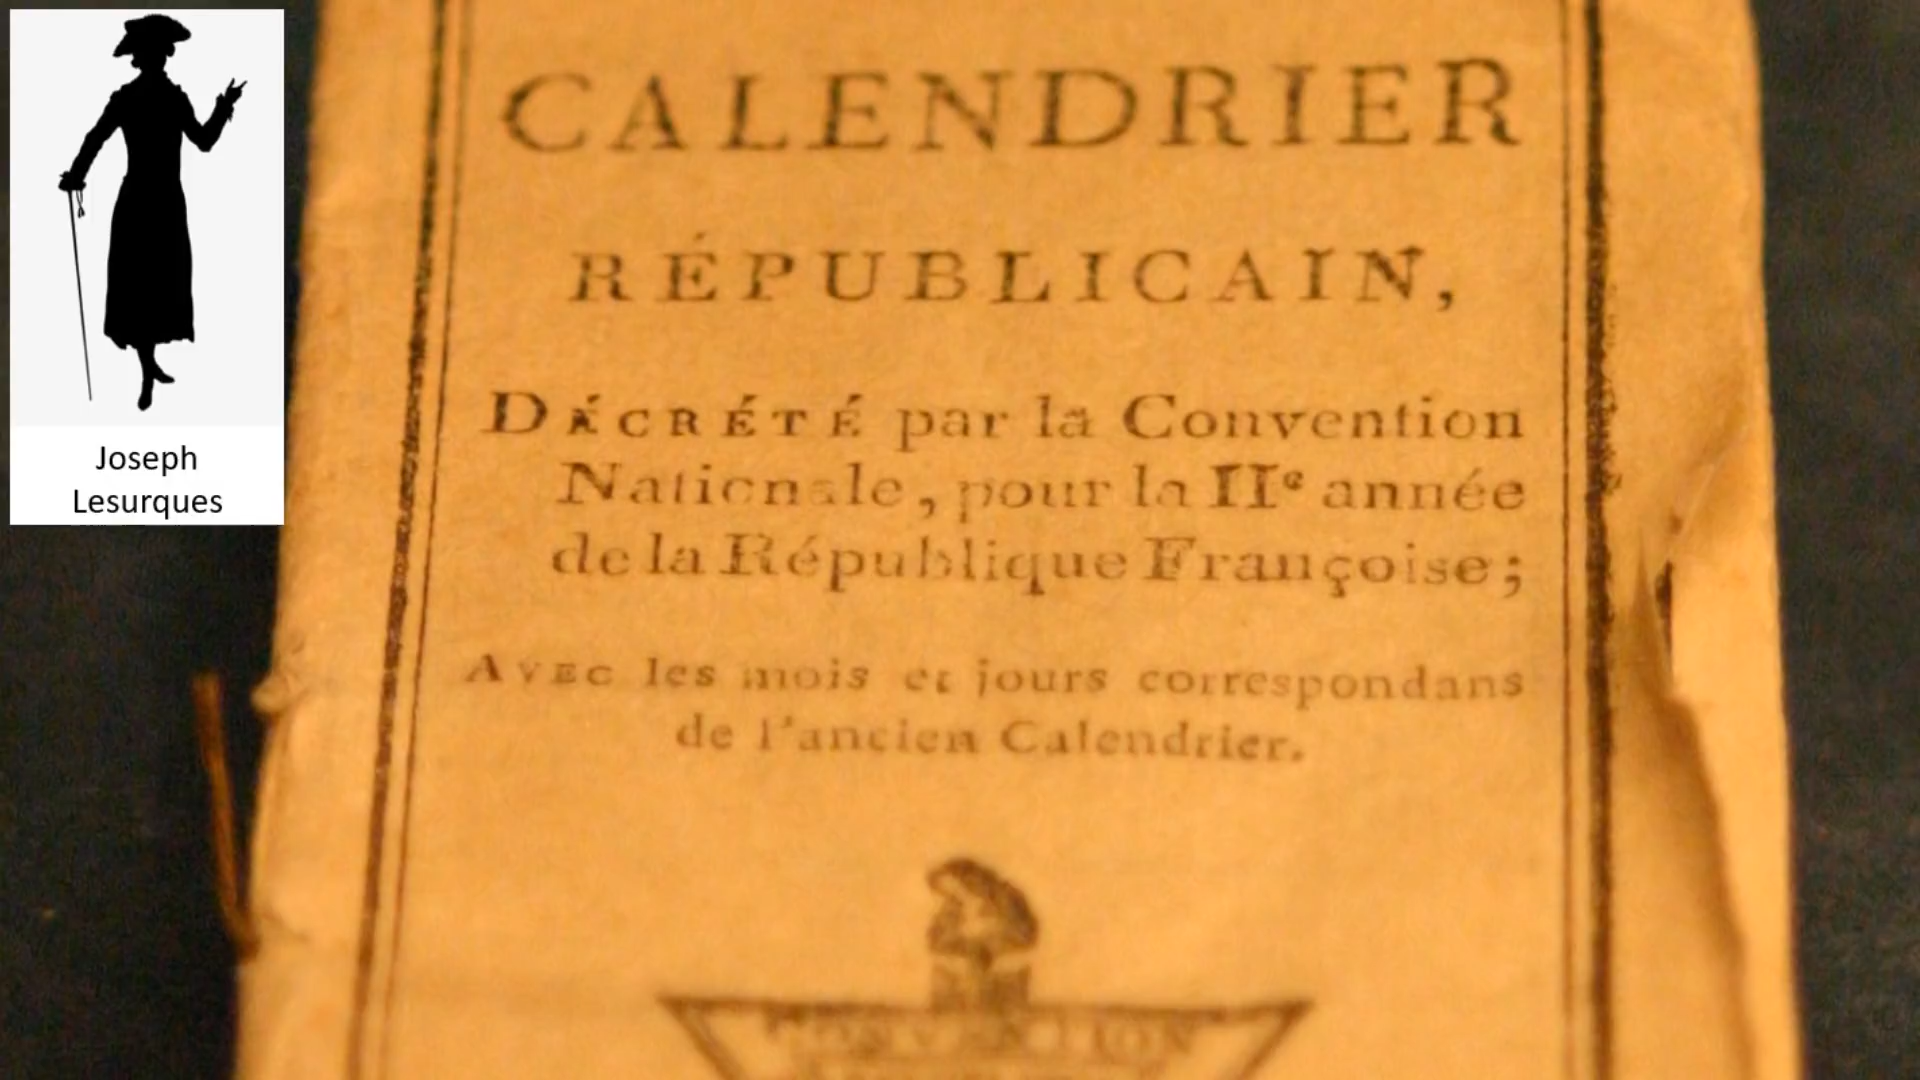 Joseph
Lesurques
CALENDRIER
RÉPUBLICAIN,
DÉCRÉTÉ par la Convention
Nationale, pour la IIe année
de la République Françoise;
AVEC les mois et jours correspondans
de l'ancien Calendrier.
CONVENTION